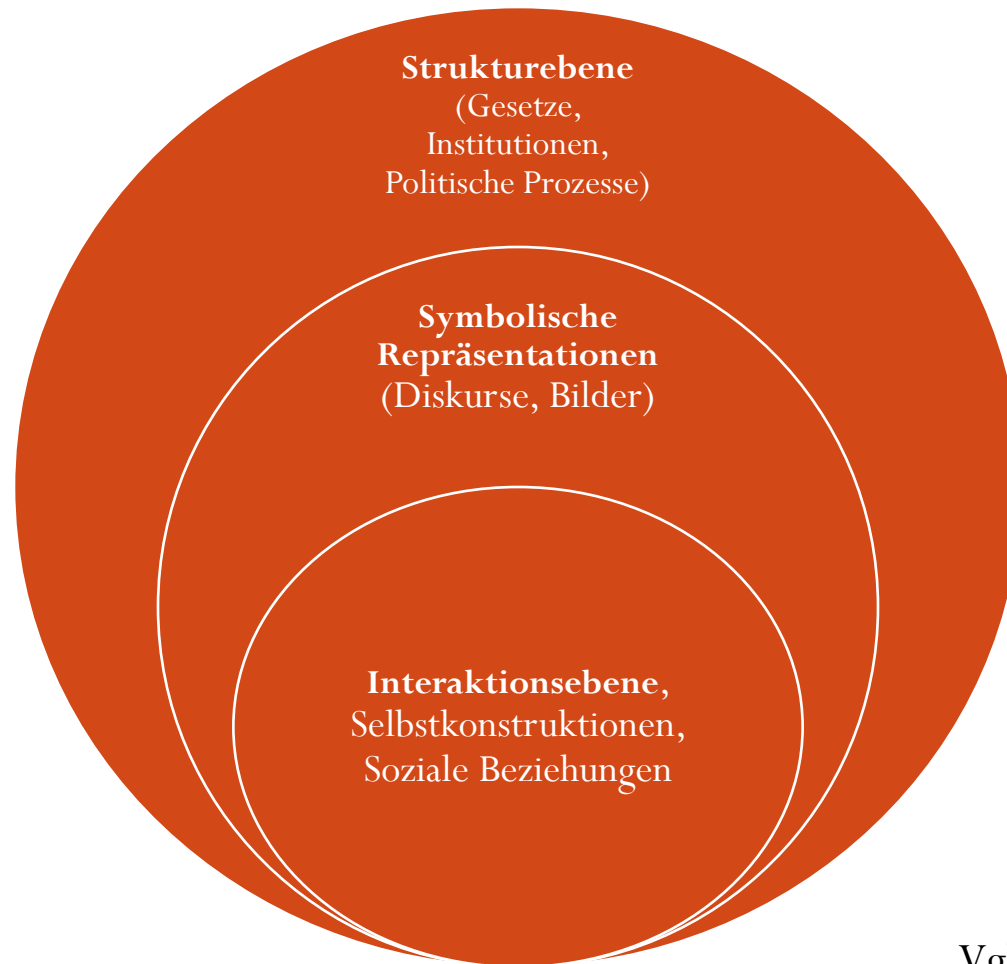 Strukturebene
(Gesetze,
Institutionen,
Politische Prozesse)
Symbolische
Repräsentationen
(Diskurse, Bilder)
Interaktionsebene,
Selbstkonstruktionen,
Soziale Beziehungen